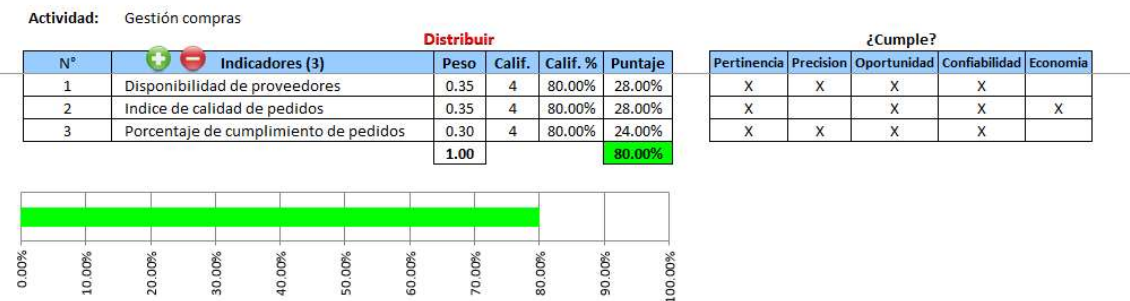 Actividad: Gestión compras
Distribuir ¿Cumple?
N° Indicadores (3) Peso Calif. Calif. % Puntaje Pertinencia Precision Oportunidad Confiabilidad Economia
1 Disponibilidad de proveedores 0.35 4 80.00% 28.00% X X X X
2 Indice de calidad de pedidos 0.35 4 80.00% 28.00% X X X X
3 Porcentaje de cumplimiento de pedidos 0.30 4 80.00% 24.00% X X X X
1.00 80.00%
0.00% 10.00% 20.00% 30.00% 40.00% 50.00% 60.00% 70.00% 80.00% 90.00% 100.00%